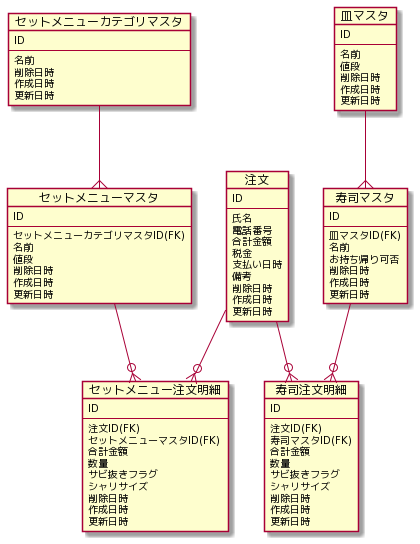 セットメニューカテゴリマスタ
ID
名前
削除日時
作成日時
更新日時
皿マスタ
ID
名前
値段
削除日時
作成日時
更新日時
セットメニューマスタ
ID
セットメニューカテゴリマスタID(FK)
名前
値段
削除日時
作成日時
更新日時
注文
ID
氏名
電話番号
合計金額
税金
支払い日時
備考
削除日時
作成日時
更新日時
寿司マスタ
ID
皿マスタID(FK)
名前
お持ち帰り可否
削除日時
作成日時
更新日時
セットメニュー注文明細
ID
注文ID(FK)
セットメニューマスタID(FK)
合計金額
数量
サビ抜きフラグ
シャリサイズ
削除日時
作成日時
更新日時
寿司注文明細
ID
注文ID(FK)
寿司マスタID(FK)
合計金額
数量
サビ抜きフラグ
シャリサイズ
削除日時
作成日時
更新日時